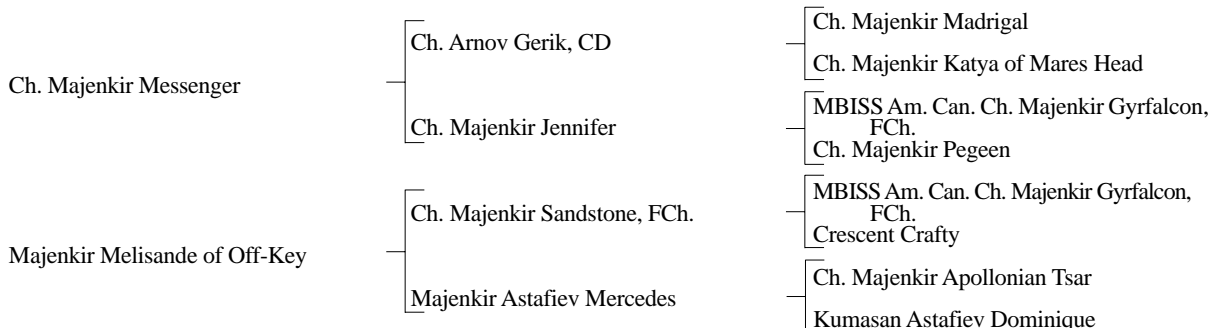 Ch. Majenkir Madrigal
Ch. Arnov Gerik, CD
Ch. Majenkir Katya of Mares Head
Ch. Majenkir Messenger
MBISS Am. Can. Ch. Majenkir Gyrfalcon,
FCh.
Ch. Majenkir Jennifer
Ch. Majenkir Pegeen
MBISS Am. Can. Ch. Majenkir Gyrfalcon,
FCh.
Ch. Majenkir Sandstone, FCh.
Crescent Crafty
Majenkir Melisande of Off-Key
Ch. Majenkir Apollonian Tsar
Majenkir Astafiev Mercedes
Kumasan Astafiev Dominique